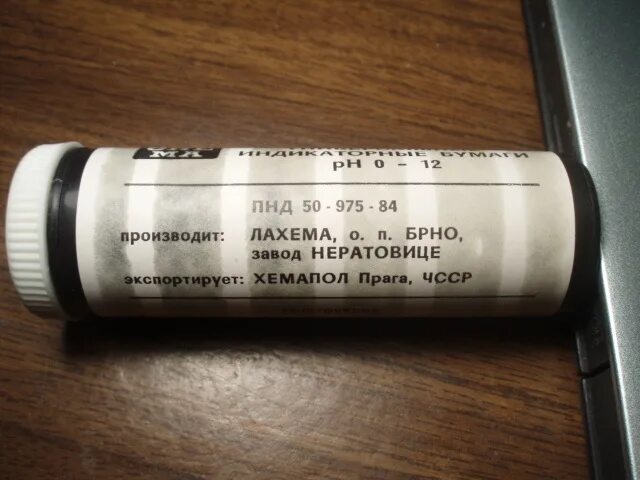 ИНДИКАТОРНЫЕ БУМАГИ
pH 0 - 12
ПНД 50-975-84
производит: ЛАХЕМА, о. п. БРНО,
завод НЕРАТОВИЦЕ
экспортирует: ХЕМАПОЛ Прага, ЧССР